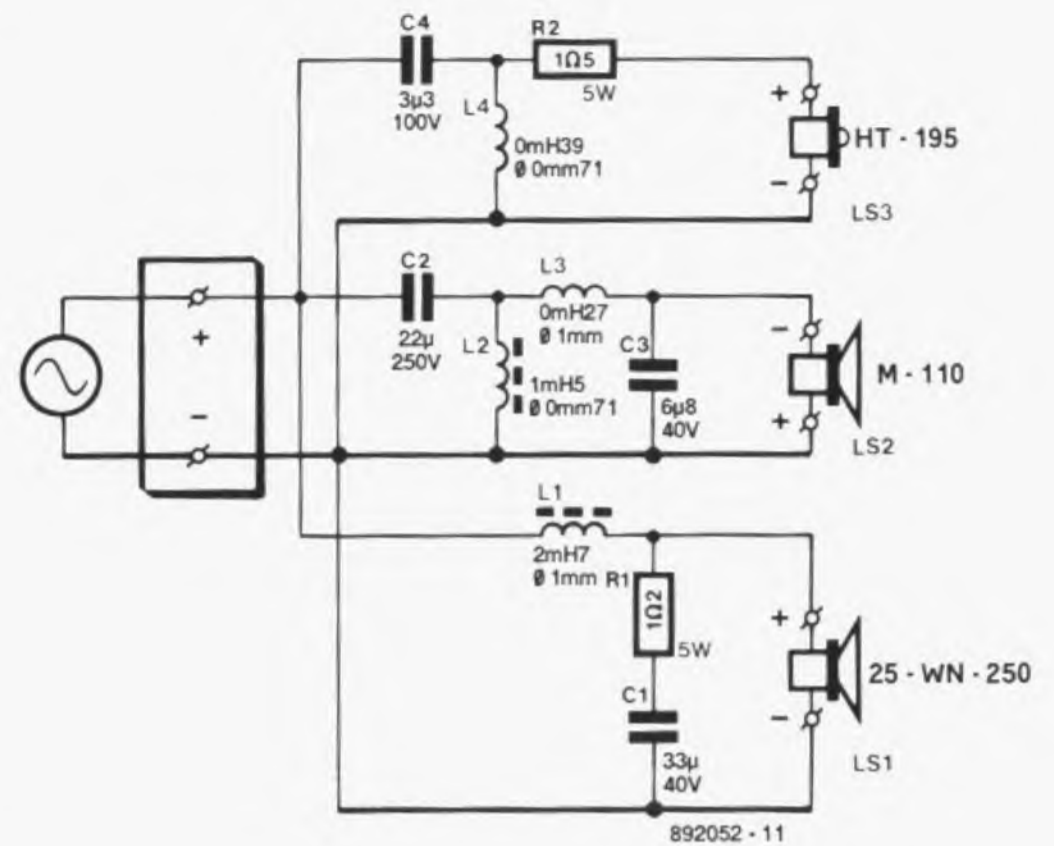 C4
3µ3
100V
R2
1Ω5
5W
L4
0mH39
Ø 0mm71
+
-
HT - 195
LS3
+
-
C2
22µ
250V
L3
0mH27
Ø 1mm
L2
1mH5
Ø 0mm71
C3
6µ8
40V
-
+
M - 110
LS2
L1
2mH7
Ø 1mm
R1
1Ω2
5W
C1
33µ
40V
+
-
25 - WN - 250
LS1
892052 - 11